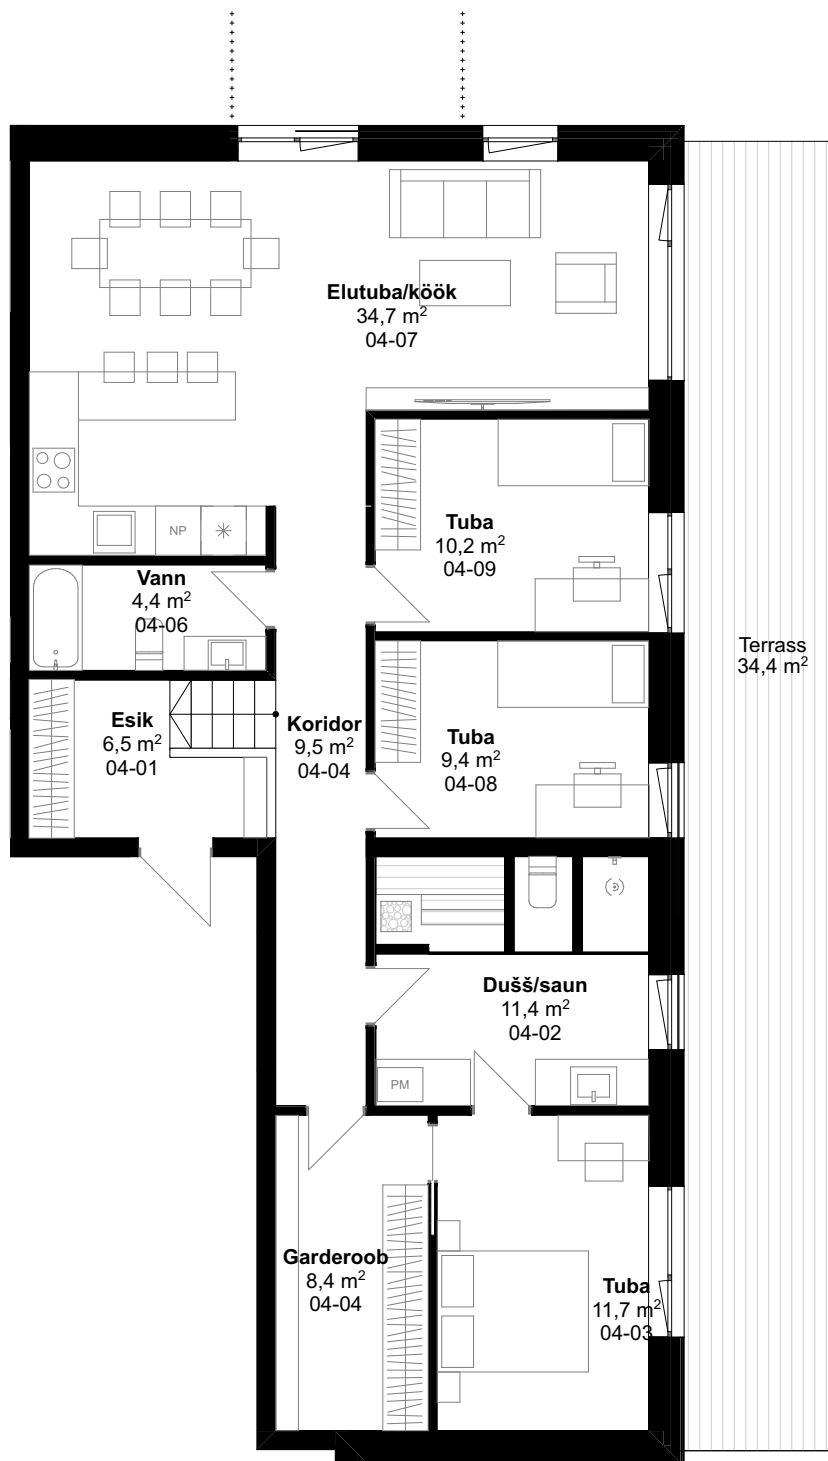 Elutuba/köök
34,7 m²
04-07
Tuba
10,2 m²
04-09
NP
Vann
4,4 m²
04-06
Terrass
34,4 m²
Esik
6,5 m²
04-01
Koridor
9,5 m²
04-04
Tuba
9,4 m²
04-08
Dušš/saun
11,4 m²
04-02
PM
Garderoob
8,4 m²
04-04
Tuba
11,7 m²
04-03